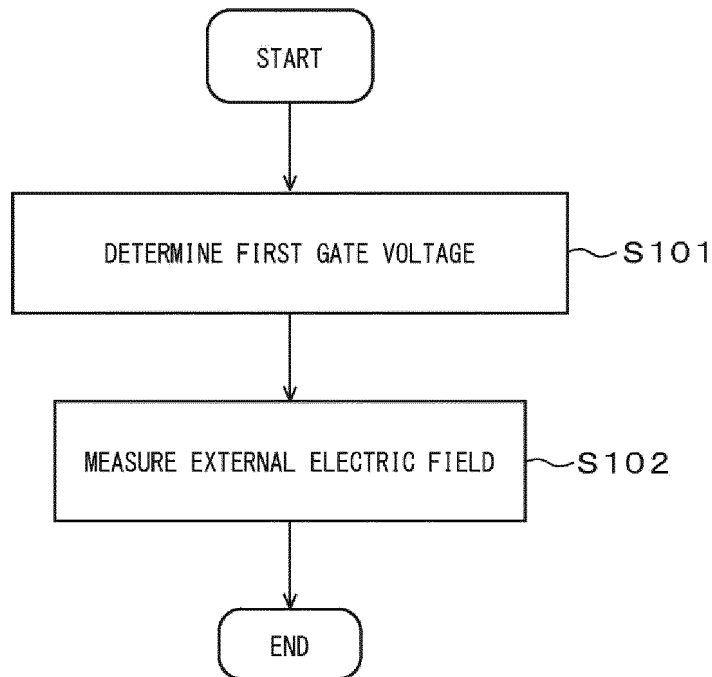 START
DETERMINE FIRST GATE VOLTAGE
S101
MEASURE EXTERNAL ELECTRIC FIELD
S102
END